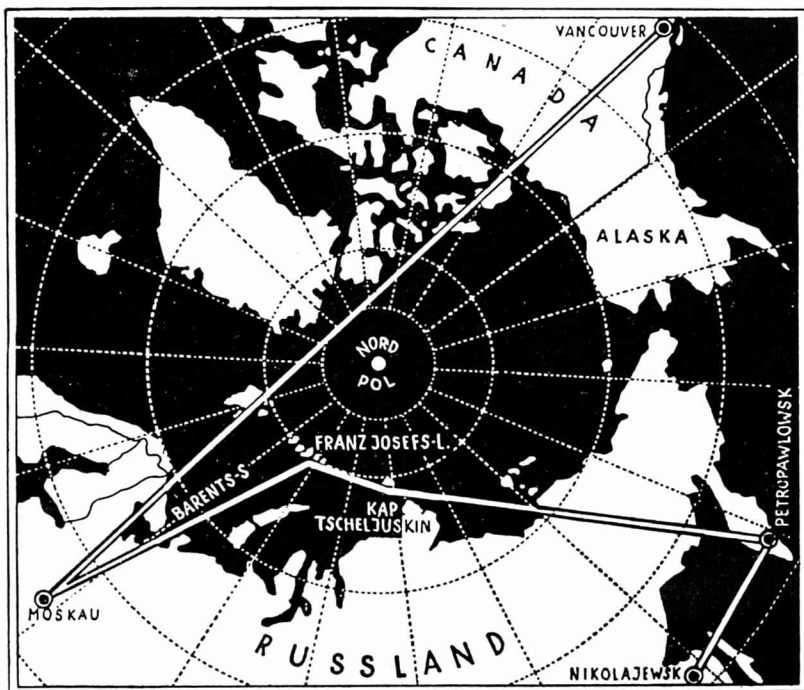 VANCOUVER
CANADA
ALASKA
NORD
POL
FRANZ JOSEFS-L.
BARENTS-S
KAP
TSCHELJUSKIN
PETROPAWLOWSK
MOSKAU
RUSSLAND
NIKOLAJEWSK